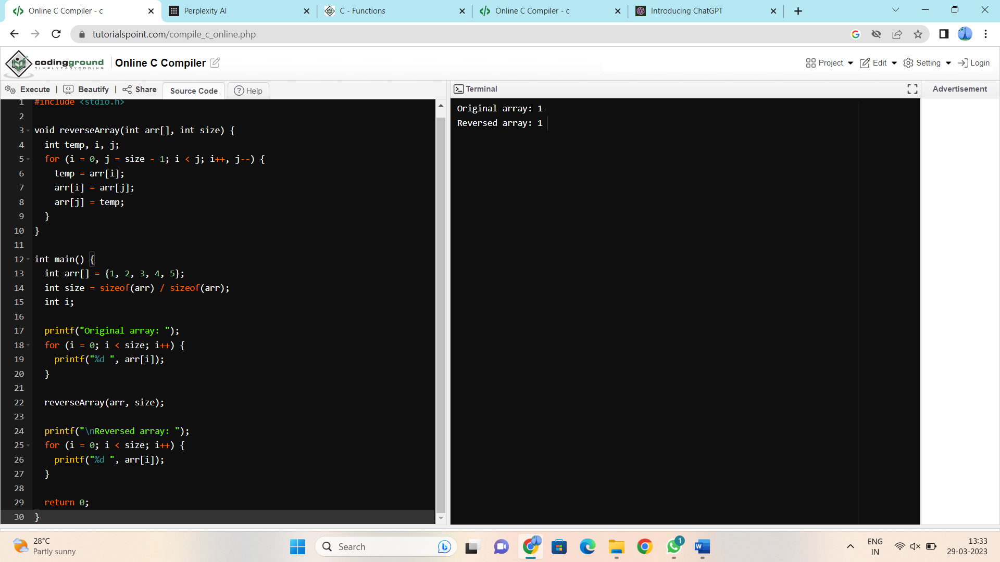 Online C Compiler - c
Perplexity AI
C - Functions
Online C Compiler - c
Introducing ChatGPT
tutorialspoint.com/compile_c_online.php
codingground
SIMPLYEASYCODING
Online C Compiler
Project
Edit
Setting
Login
Execute | Beautify | Share
Source Code
Help
Terminal
Advertisement
1 #include <stdio.h>
2
3 void reverseArray(int arr[], int size) {
4   int temp, i, j;
5   for (i = 0, j = size - 1; i < j; i++, j--) {
6     temp = arr[i];
7     arr[i] = arr[j];
8     arr[j] = temp;
9   }
10 }
11
12 int main() {
13   int arr[] = {1, 2, 3, 4, 5};
14   int size = sizeof(arr) / sizeof(arr);
15   int i;
16
17   printf("Original array: ");
18   for (i = 0; i < size; i++) {
19     printf("%d ", arr[i]);
20   }
21
22   reverseArray(arr, size);
23
24   printf("\nReversed array: ");
25   for (i = 0; i < size; i++) {
26     printf("%d ", arr[i]);
27   }
28
29   return 0;
30 }
Original array: 1
Reversed array: 1
28°C
Partly sunny
Search
1
ENG
IN
13:33
29-03-2023